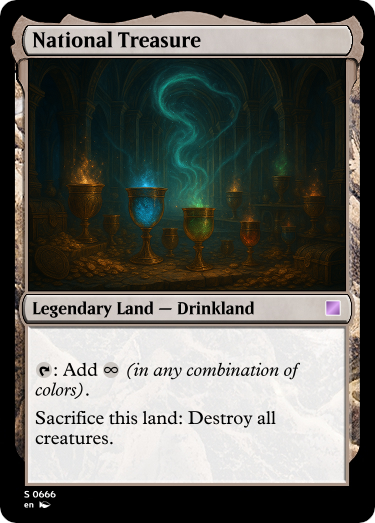 National Treasure
Legendary Land — Drinkland
: Add ∞ (in any combination of
colors).
Sacrifice this land: Destroy all
creatures.
S 0666
en